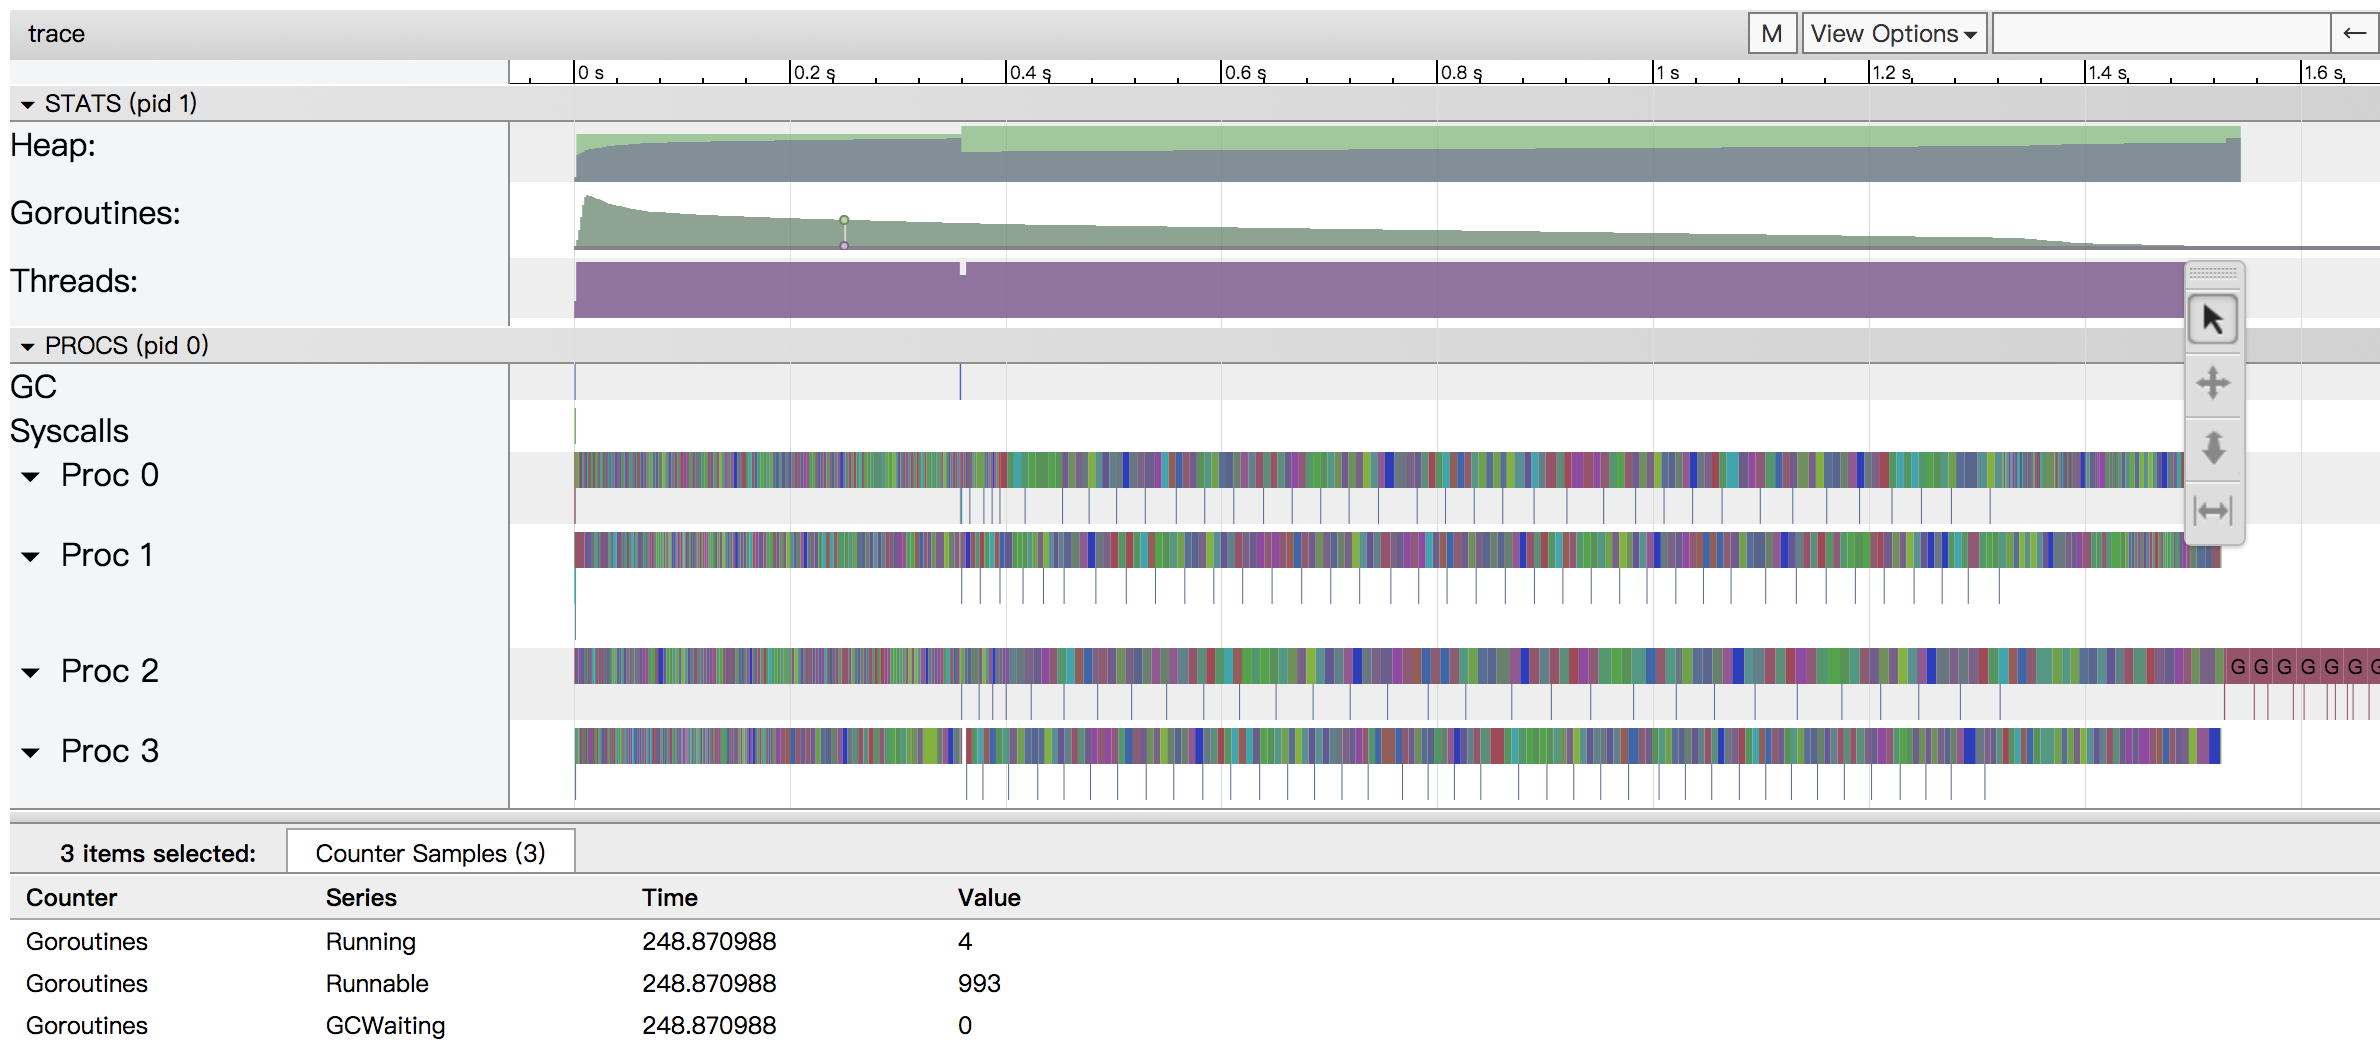 trace M View Options ←
0 s 0.2 s 0.4 s 0.6 s 0.8 s 1 s 1.2 s 1.4 s 1.6 s
STATS (pid 1)
Heap:
Goroutines:
Threads:
PROCS (pid 0)
GC
Syscalls
Proc 0
Proc 1
Proc 2 G G G G G G G
Proc 3
3 items selected: Counter Samples (3)
Counter Series Time Value
Goroutines Running 248.870988 4
Goroutines Runnable 248.870988 993
Goroutines GCWaiting 248.870988 0